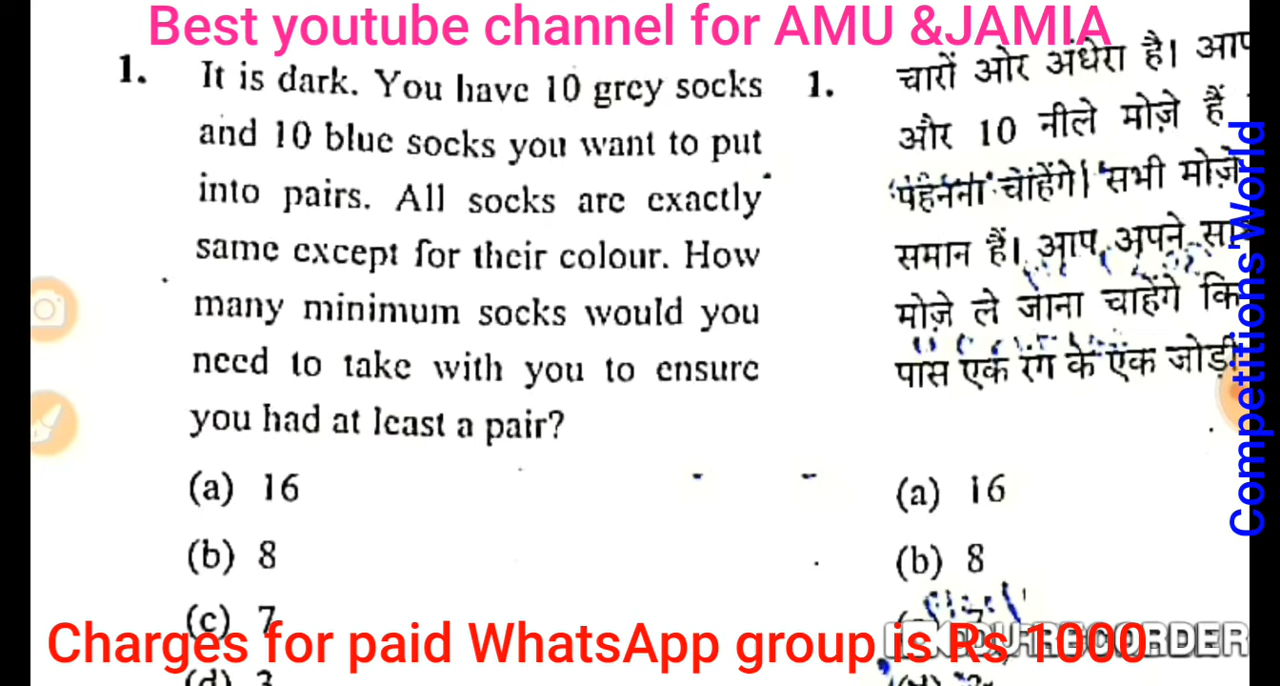 Best youtube channel for AMU &JAMIA
1. It is dark. You have 10 grey socks
and 10 blue socks you want to put
into pairs. All socks are exactly
same except for their colour. How
many minimum socks would you
need to take with you to ensure
you had at least a pair?
(a) 16
(b) 8
(c) 7
(d) 3
1. चारों ओर अंधेरा है। आप
और 10 नीले मोज़े हैं
पहनना चाहेंगे। सभी मोज़े
समान हैं। आप अपने सा
मोज़े ले जाना चाहेंगे कि
पास एक रंग के एक जोड़ी
(a) 16
(b) 8
Competitions'World
Charges for paid WhatsApp group is Rs 1000